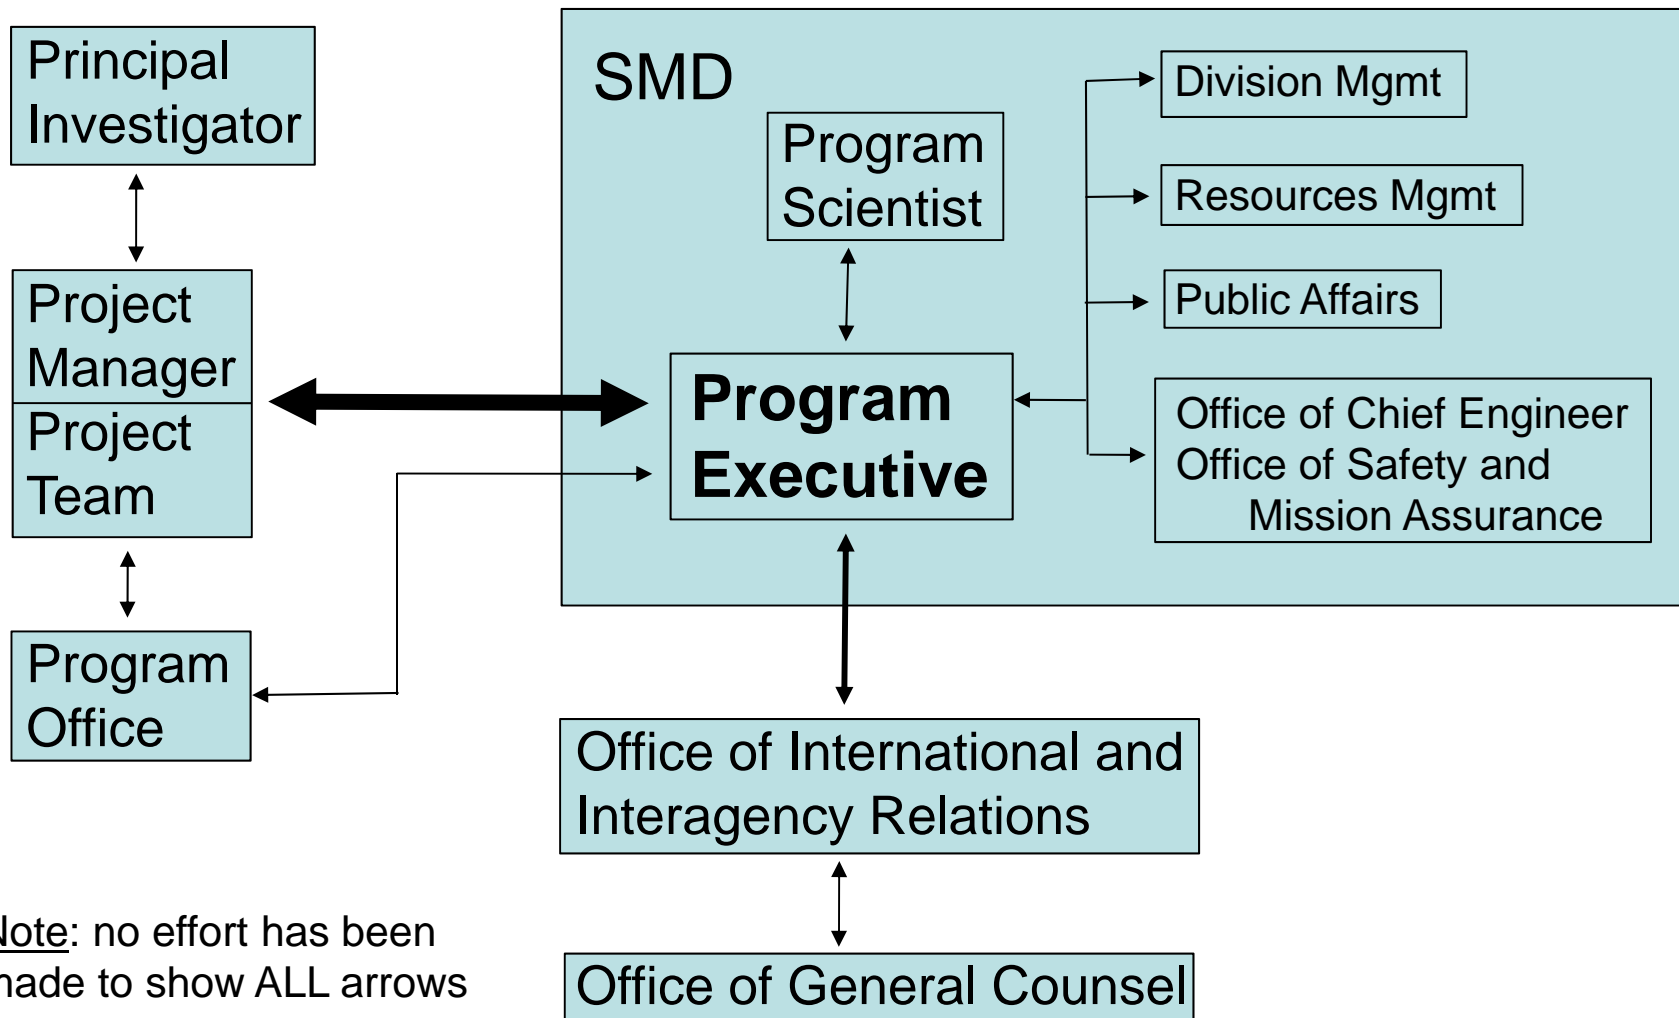 Principal
Investigator
Project
Manager
Project
Team
Program
Office
SMD
Program
Scientist
Program
Executive
Division Mgmt
Resources Mgmt
Public Affairs
Office of Chief Engineer
Office of Safety and
Mission Assurance
Office of International and
Interagency Relations
Office of General Counsel
Note: no effort has been
made to show ALL arrows